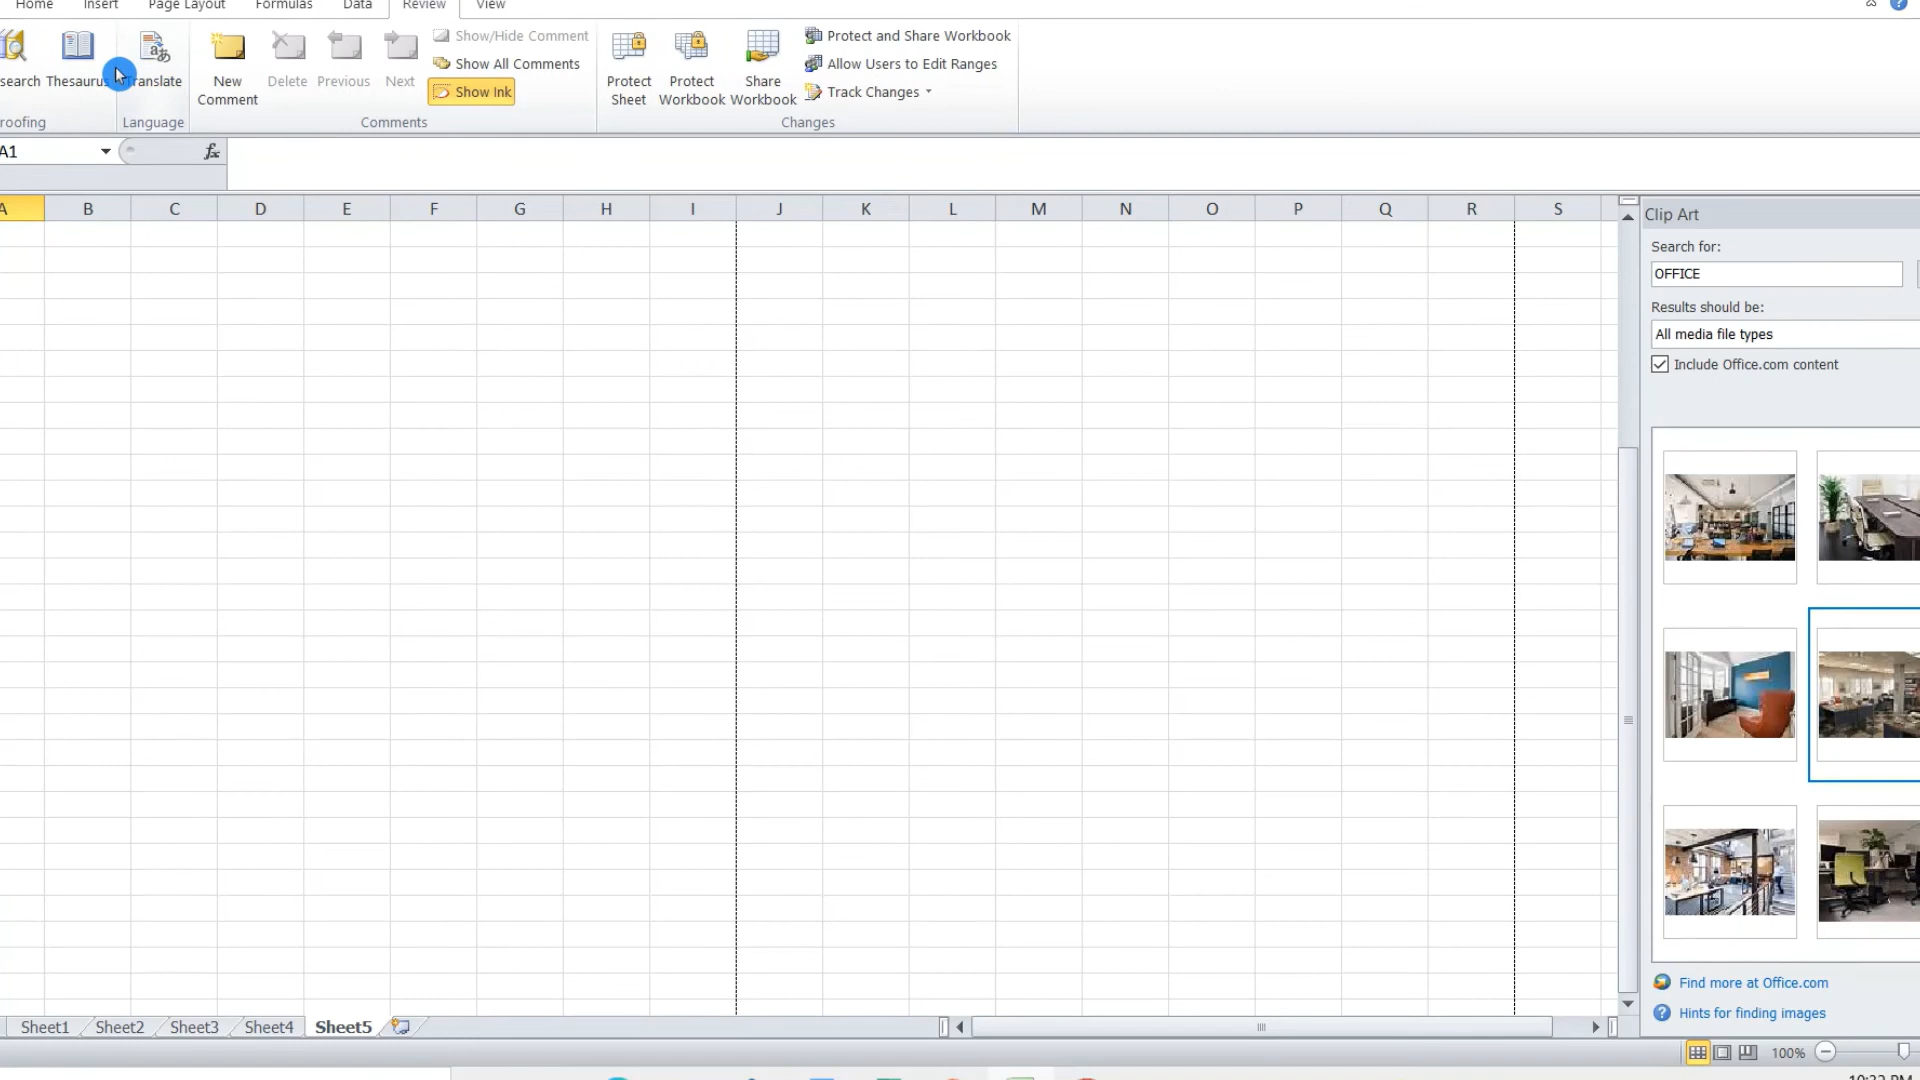 Home Insert Page Layout Formulas Data Review View
search Thesaurus Translate
New Comment
Delete Previous Next
Show/Hide Comment
Show All Comments
Show Ink
Protect Sheet
Protect Workbook
Share Workbook
Protect and Share Workbook
Allow Users to Edit Ranges
Track Changes
roofing Language Comments Changes
A1 fx
A B C D E F G H I J K L M N O P Q R S
Clip Art
Search for:
OFFICE
Results should be:
All media file types
Include Office.com content
Find more at Office.com
Hints for finding images
Sheet1 Sheet2 Sheet3 Sheet4 Sheet5
100%
10:32 PM